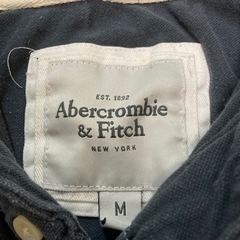 EST. 1892
Abercrombie
& Fitch
NEW YORK
M